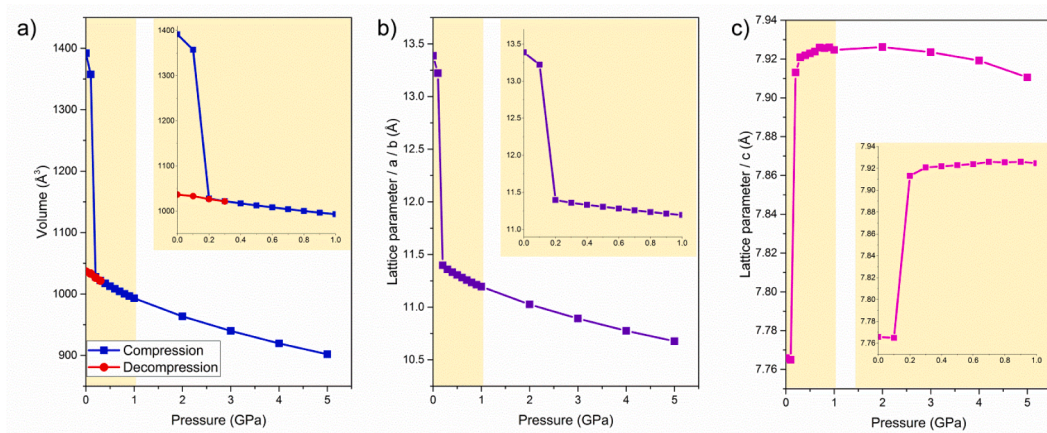 a)
1400
1300
1200
1100
1000
900
Volume (Å³)
0 1 2 3 4 5
Pressure (GPa)
Compression
Decompression
1400
1300
1200
1100
1000
0.0 0.2 0.4 0.6 0.8 1.0
b)
13.5
13.0
12.5
12.0
11.5
11.0
10.5
Lattice parameter / a / b (Å)
0 1 2 3 4 5
Pressure (GPa)
13.5
13.0
12.5
12.0
11.5
11.0
0.0 0.2 0.4 0.6 0.8 1.0
c)
7.94
7.92
7.90
7.88
7.86
7.84
7.82
7.80
7.78
7.76
Lattice parameter / c (Å)
0 1 2 3 4 5
Pressure (GPa)
7.94
7.92
7.90
7.88
7.86
7.84
7.82
7.80
7.78
7.76
0.0 0.2 0.4 0.6 0.8 1.0